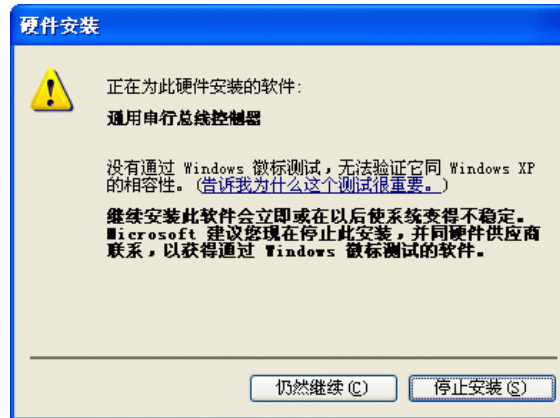 硬件安装
正在为此硬件安装的软件:
通用串行总线控制器
没有通过 Windows 徽标测试，无法验证它同 Windows XP
的相容性。(告诉我为什么这个测试很重要。)
继续安装此软件会立即或在以后使系统变得不稳定。
Microsoft 建议您现在停止此安装，并同硬件供应商
联系，以获得通过 Windows 徽标测试的软件。
仍然继续(C) 停止安装(S)